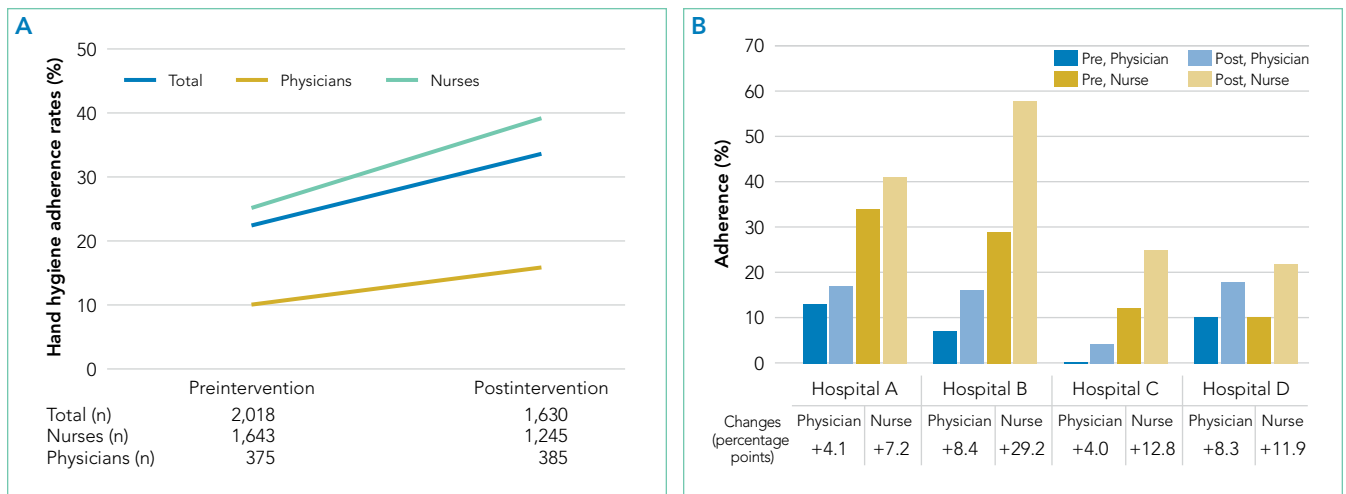 A
Hand hygiene adherence rates (%)
50
40
30
20
10
0
Total Physicians Nurses
Preintervention Postintervention
Total (n) 2,018 1,630
Nurses (n) 1,643 1,245
Physicians (n) 375 385
B
Adherence (%)
70
60
50
40
30
20
10
0
Pre, Physician Post, Physician
Pre, Nurse Post, Nurse
Hospital A Hospital B Hospital C Hospital D
Changes
(percentage
points)
Physician Nurse Physician Nurse Physician Nurse Physician Nurse
+4.1 +7.2 +8.4 +29.2 +4.0 +12.8 +8.3 +11.9